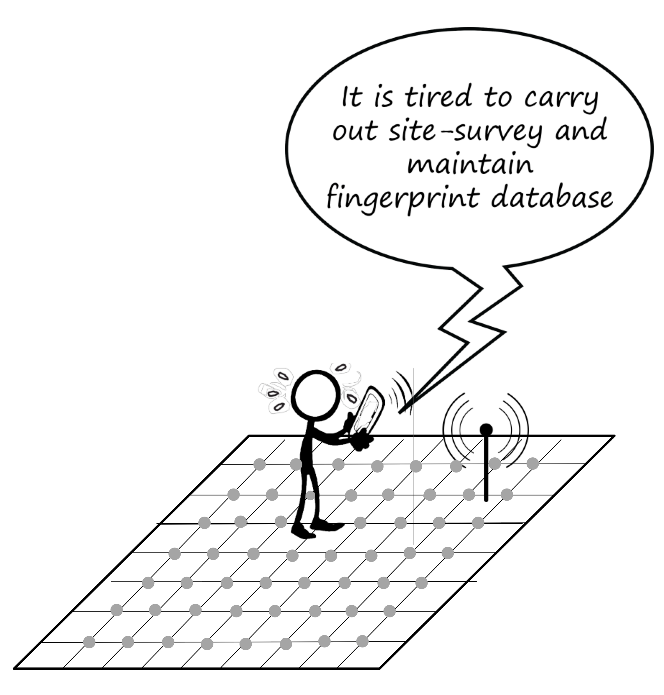 It is tired to carry
out site-survey and
maintain
fingerprint database